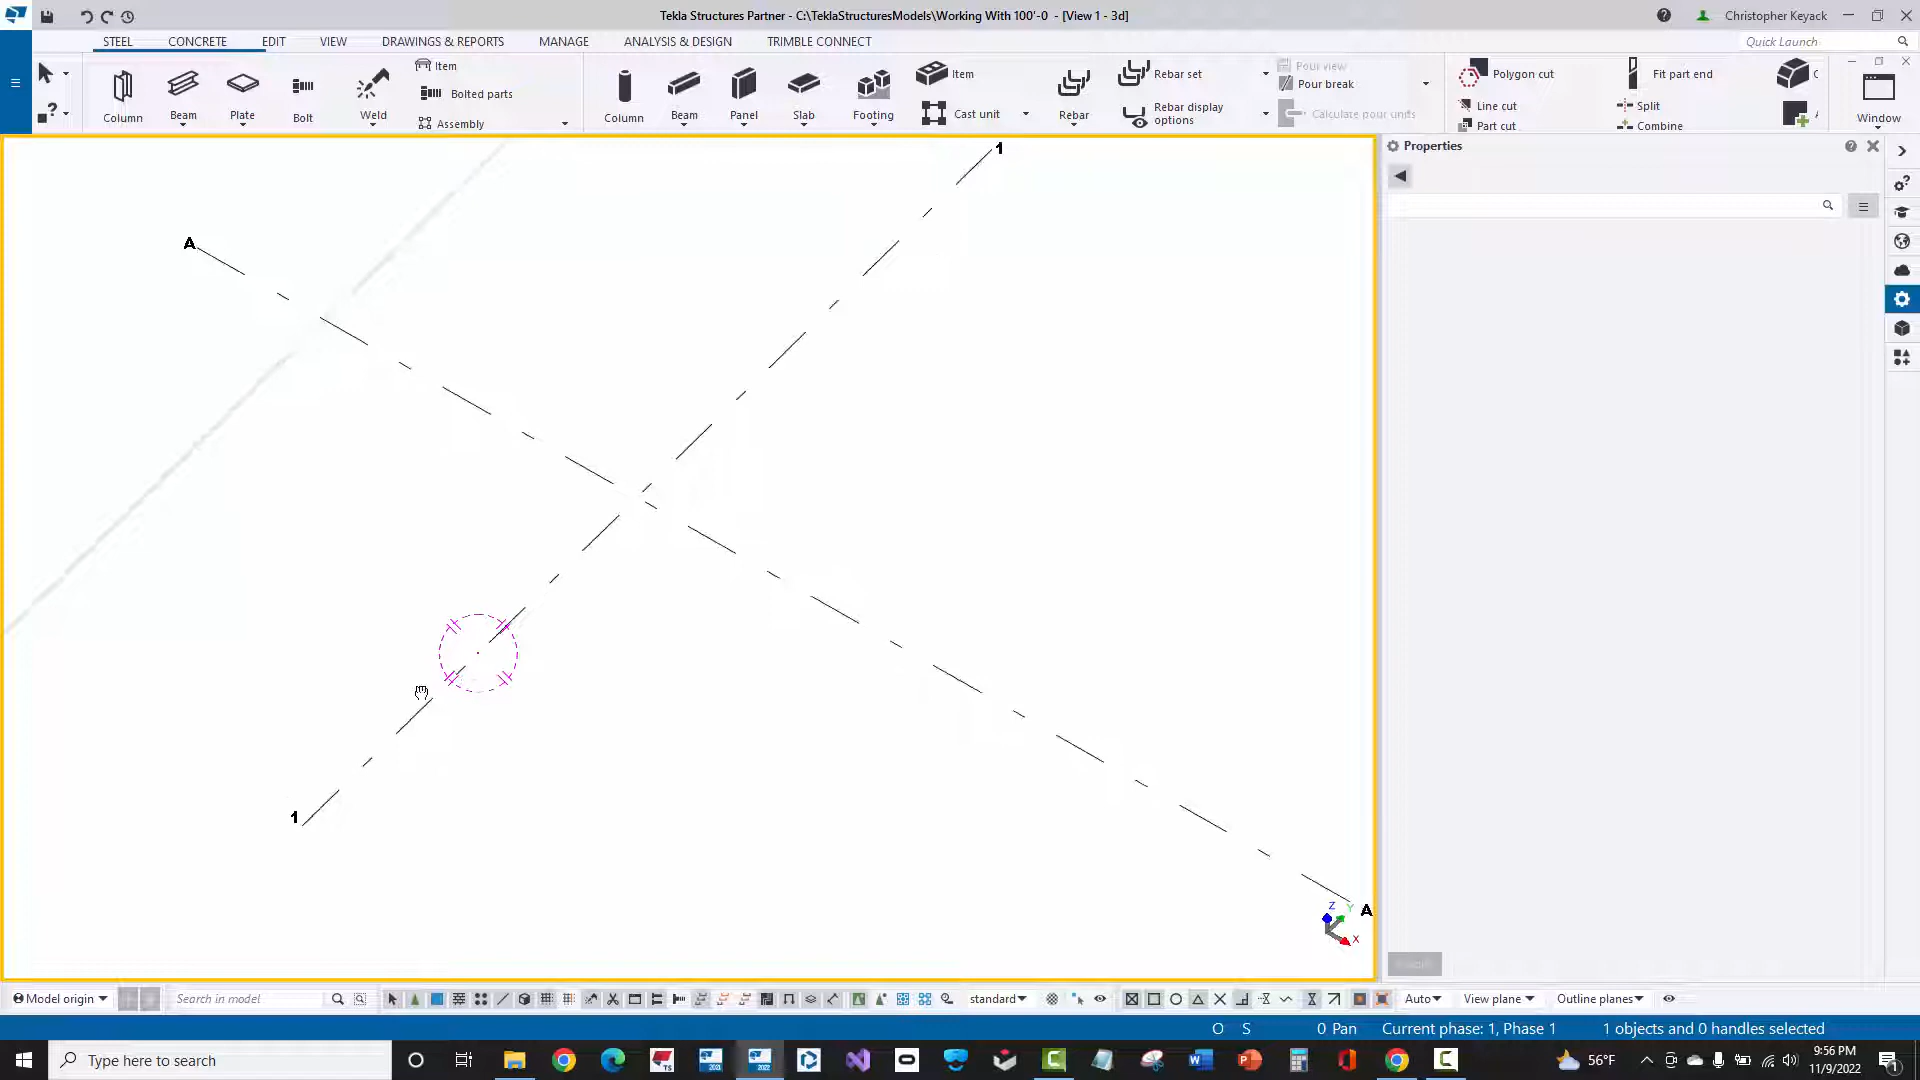 Tekla Structures Partner - C:\TeklaStructuresModels\Working With 100'-0 - [View 1 - 3d]
Christopher Keyack
STEEL CONCRETE EDIT VIEW DRAWINGS & REPORTS MANAGE ANALYSIS & DESIGN TRIMBLE CONNECT
Quick Launch
Column
Beam
Plate
Bolt
Weld
Item
Bolted parts
Assembly
Column
Beam
Panel
Slab
Footing
Item
Cast unit
Rebar
Rebar set
Rebar display options
Pour view
Pour break
Calculate pour units
Polygon cut
Line cut
Part cut
Fit part end
Split
Combine
Window
Properties
1
A
1
A
Z
Y
X
Model origin
Search in model
standard
Auto
View plane
Outline planes
O S 0 Pan Current phase: 1, Phase 1 1 objects and 0 handles selected
Type here to search
TS
2021
2022
56°F
9:56 PM
11/9/2022
1